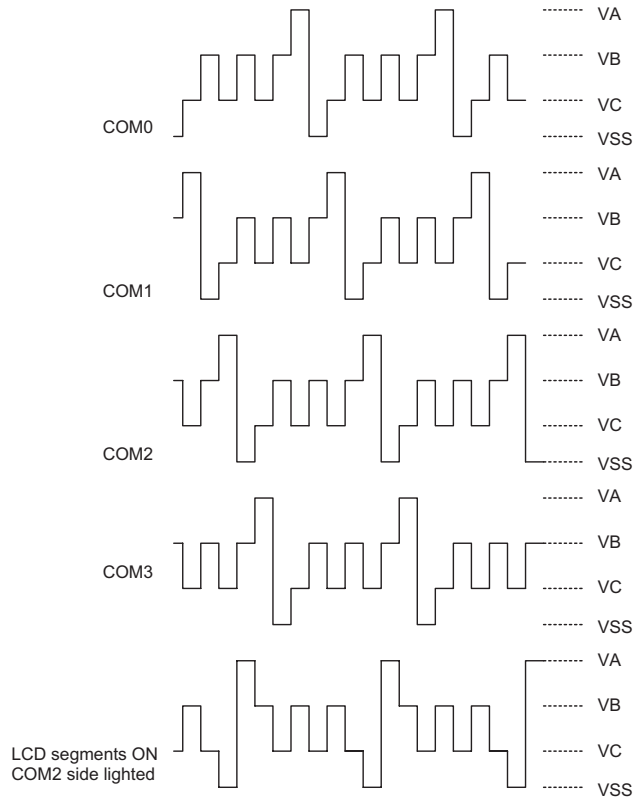 VA
VB
VC
COM0
VSS
VA
VB
VC
COM1
VSS
VA
VB
VC
COM2
VSS
VA
VB
COM3
VC
VSS
VA
VB
LCD segments ON
VC
COM2 side lighted
VSS